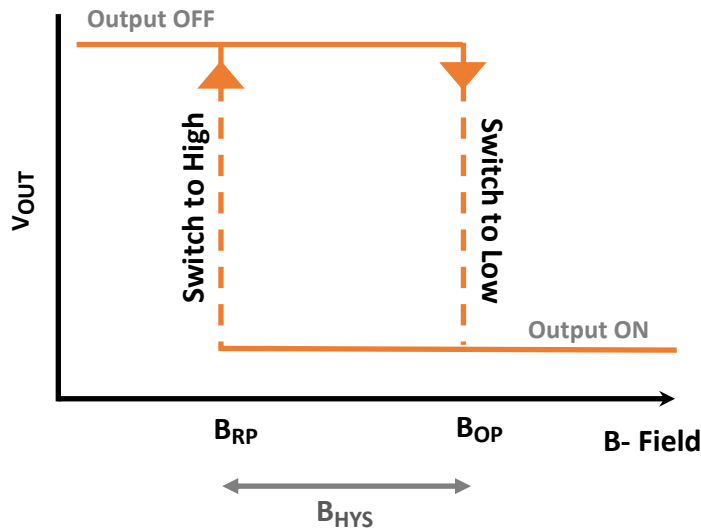 Output OFF
Switch to High
Switch to Low
VOUT
Output ON
BRP
BOP
B- Field
BHYS